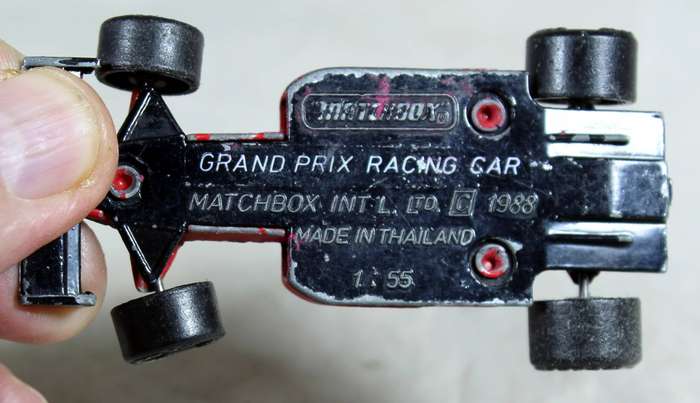 MATCHBOX®
GRAND PRIX RACING CAR
MATCHBOX INT'L. LTD. © 1988
MADE IN THAILAND
1:55